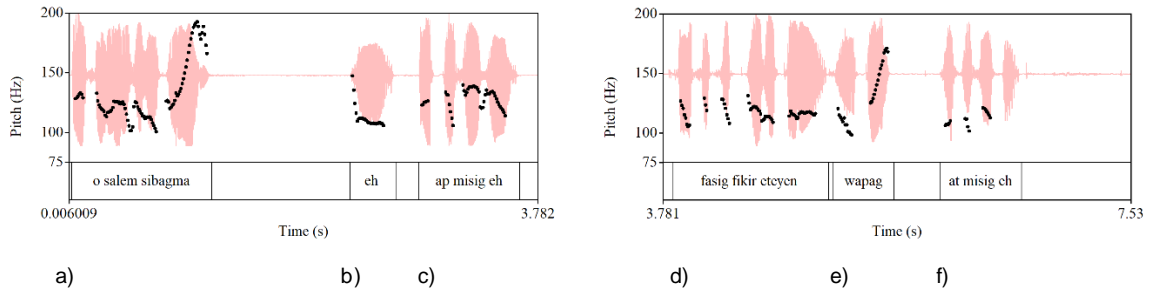 200
150
100
75
Pitch (Hz)
o salem sibagma
eh
ap misig eh
0.006009
3.782
Time (s)
a)
b)
c)
200
150
100
75
Pitch (Hz)
fasig fikir eteyen
wapag
at misig eh
3.781
7.53
Time (s)
d)
e)
f)